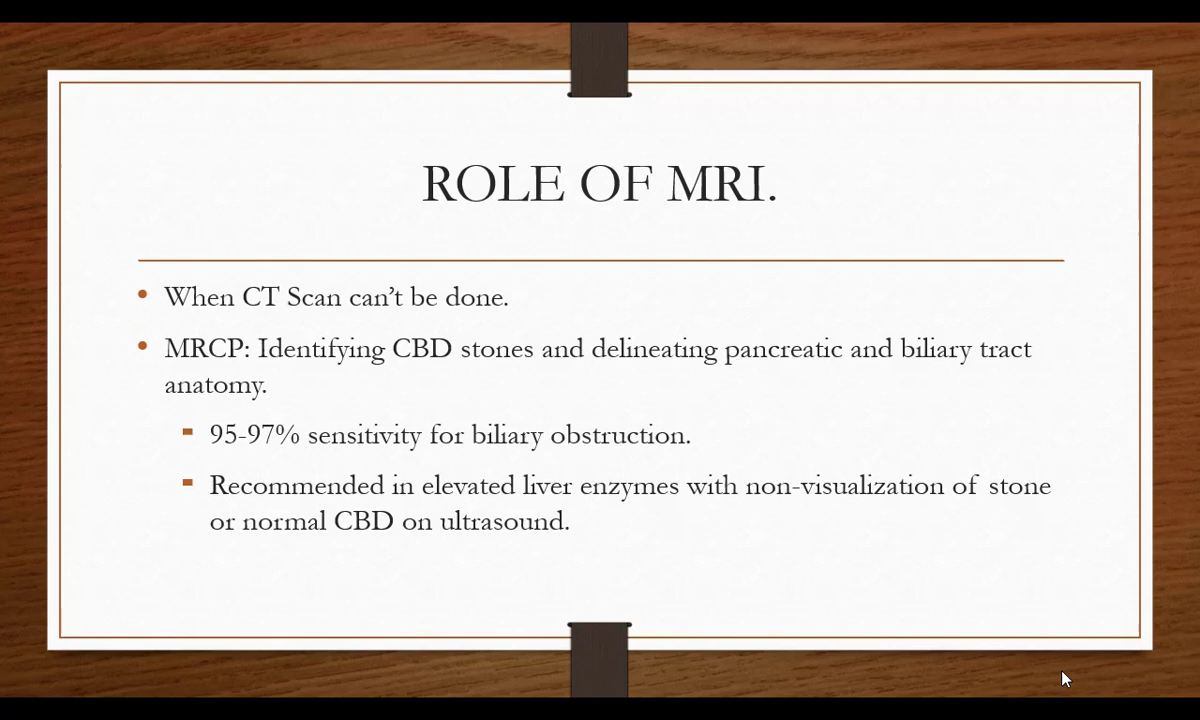 ROLE OF MRI.
• When CT Scan can’t be done.
• MRCP: Identifying CBD stones and delineating pancreatic and biliary tract
anatomy.
▪ 95-97% sensitivity for biliary obstruction.
▪ Recommended in elevated liver enzymes with non-visualization of stone
or normal CBD on ultrasound.